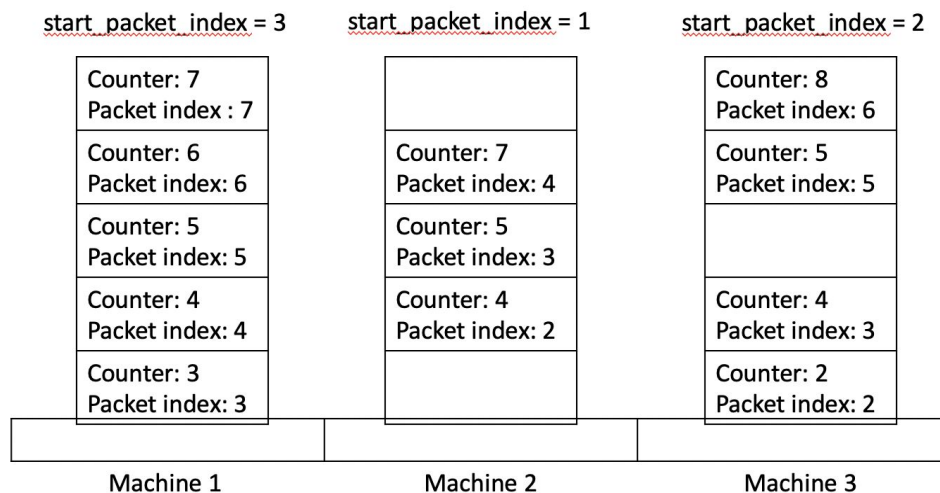 start_packet_index = 3
start_packet_index = 1
start_packet_index = 2
Counter: 7
Packet index : 7
Counter: 6
Packet index: 6
Counter: 5
Packet index: 5
Counter: 4
Packet index: 4
Counter: 3
Packet index: 3
Counter: 7
Packet index: 4
Counter: 5
Packet index: 3
Counter: 4
Packet index: 2
Counter: 8
Packet index: 6
Counter: 5
Packet index: 5
Counter: 4
Packet index: 3
Counter: 2
Packet index: 2
Machine 1
Machine 2
Machine 3